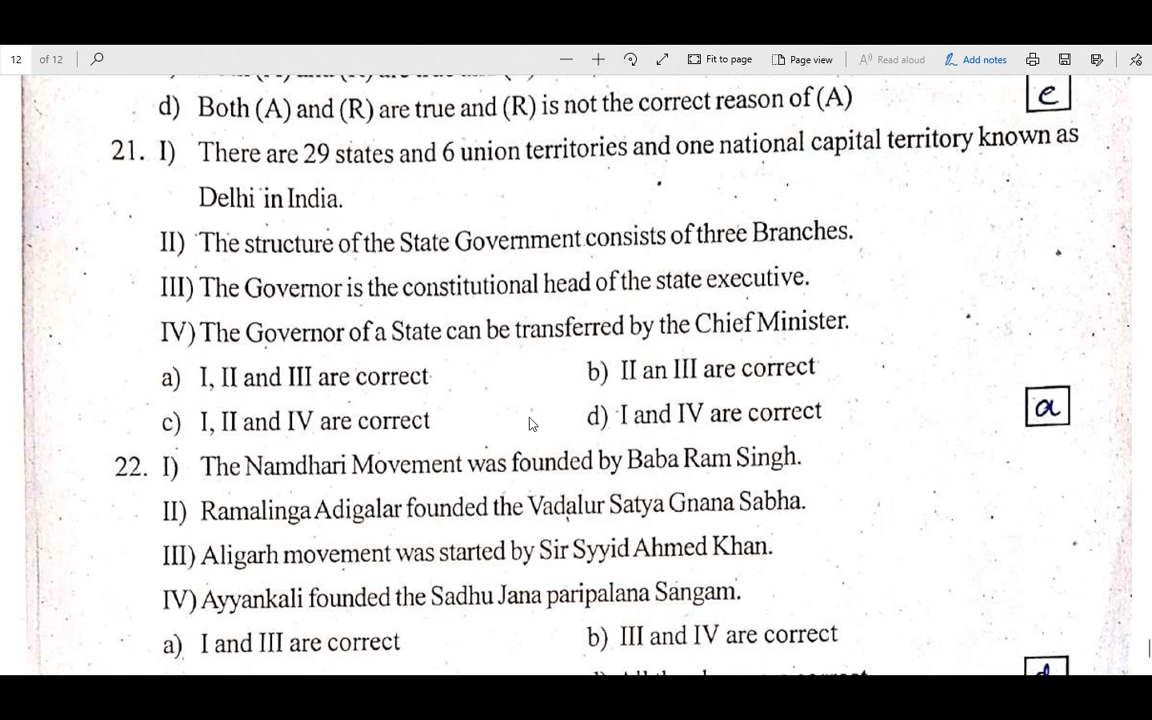 12 of 12 Fit to page Page view Read aloud Add notes
d) Both (A) and (R) are true and (R) is not the correct reason of (A)
e
21. I) There are 29 states and 6 union territories and one national capital territory known as
Delhi in India.
II) The structure of the State Government consists of three Branches.
III) The Governor is the constitutional head of the state executive.
IV) The Governor of a State can be transferred by the Chief Minister.
a) I, II and III are correct b) II an III are correct
c) I, II and IV are correct d) I and IV are correct
a
22. I) The Namdhari Movement was founded by Baba Ram Singh.
II) Ramalinga Adigalar founded the Vadalur Satya Gnana Sabha.
III) Aligarh movement was started by Sir Syyid Ahmed Khan.
IV) Ayyankali founded the Sadhu Jana paripalana Sangam.
a) I and III are correct b) III and IV are correct